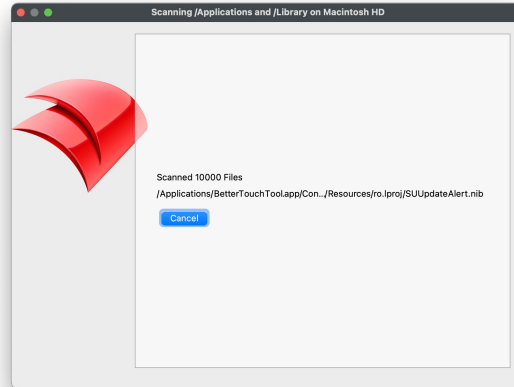 Scanning /Applications and /Library on Macintosh HD
Scanned 10000 Files
/Applications/BetterTouchTool.app/Con.../Resources/ro.lproj/SUUpdateAlert.nib
Cancel